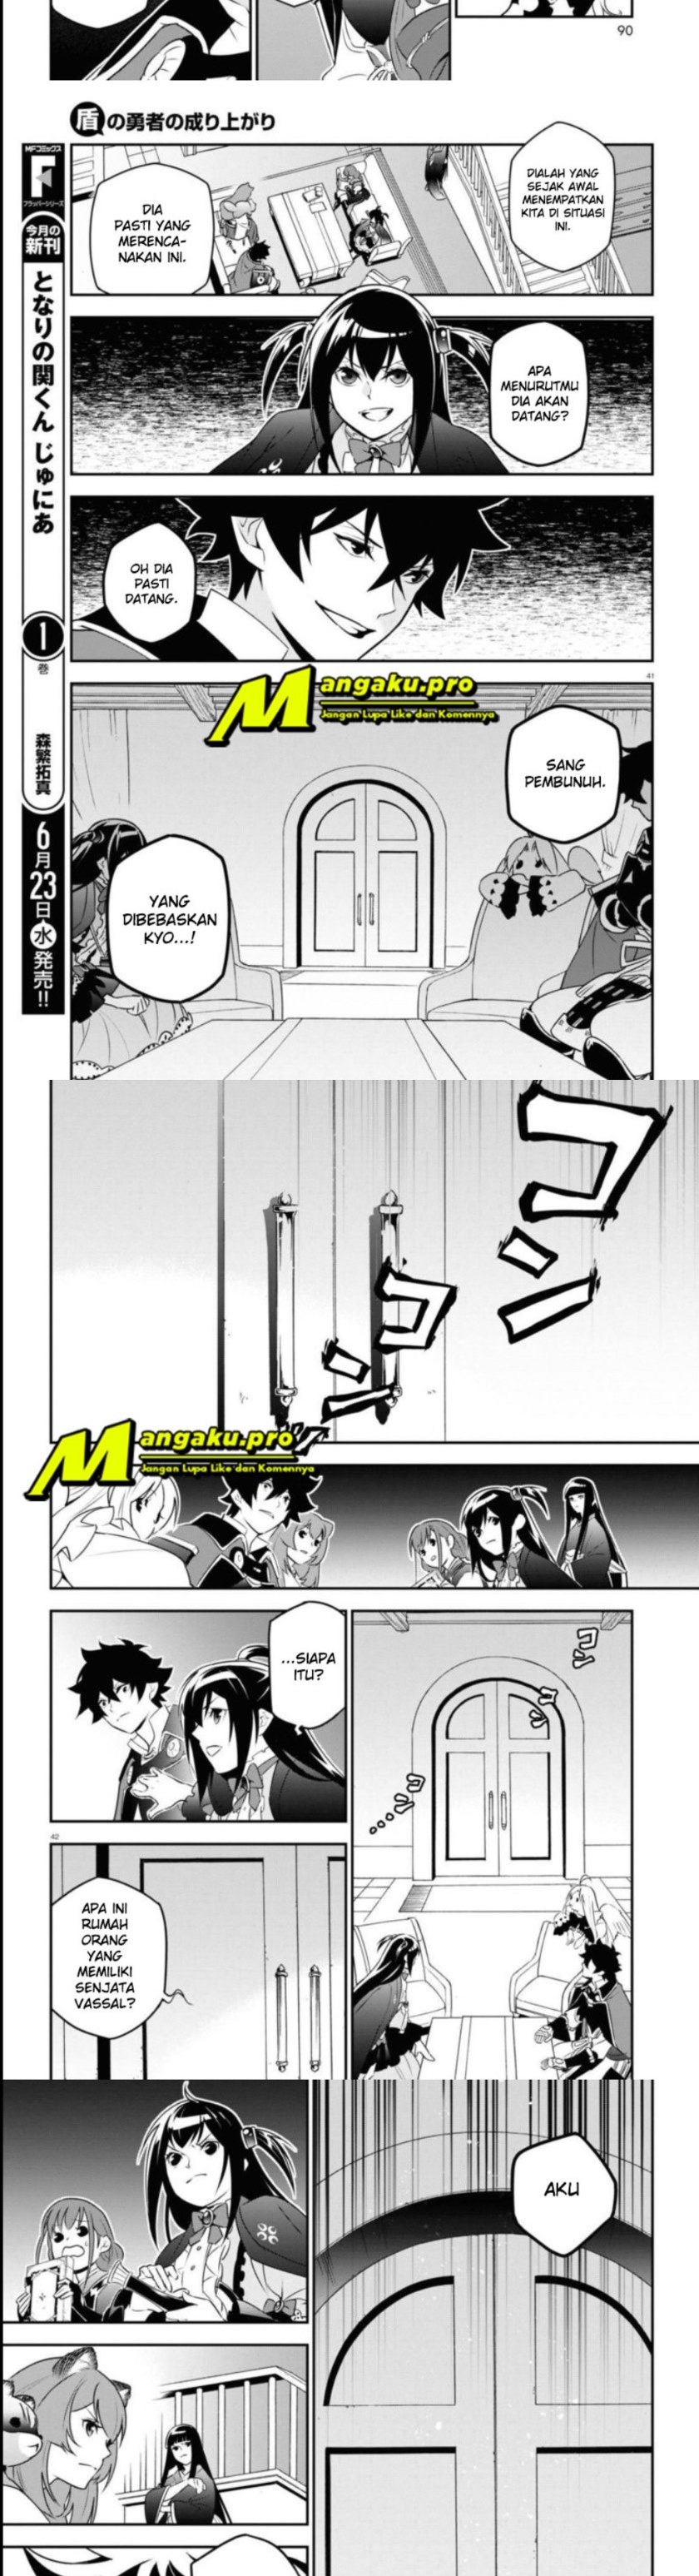 90
盾の勇者の成り上がり
MFコミックス
F
フラッパーシリーズ
今月の
新刊
となりの関くん じゅにあ
1
巻
森繁拓真
6月23日(水)発売!!
DIALAH YANG
SEJAK AWAL
MENEMPATKAN
KITA DI SITUASI
INI.
DIA
PASTI YANG
MERENCA-
NAKAN INI.
APA
MENURUTMU
DIA AKAN
DATANG?
OH DIA
PASTI
DATANG.
41
Mangaku.pro
Jangan Lupa Like dan Komennya
SANG
PEMBUNUH.
YANG
DIBEBASKAN
KYO...!
コン
コン
Mangaku.pro
Jangan Lupa Like dan Komennya
...SIAPA
ITU?
コン
コン
コン...
42
APA INI
RUMAH
ORANG
YANG
MEMILIKI
SENJATA
VASSAL?
AKU